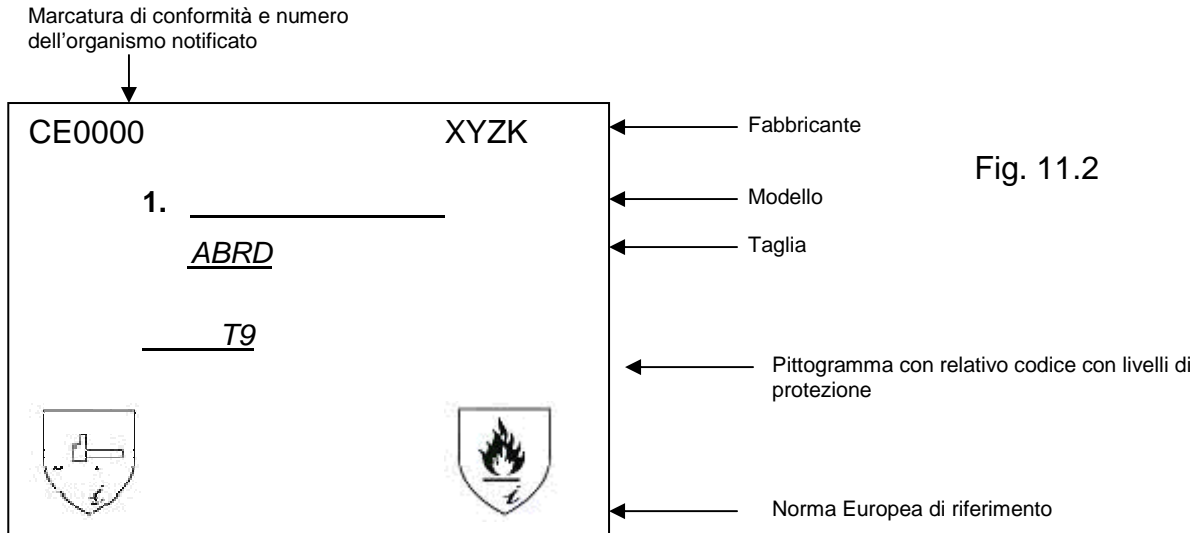 Marcatura di conformità e numero
dell'organismo notificato
CE0000
XYZK
Fabbricante
Fig. 11.2
1.
Modello
ABRD
Taglia
T9
Pittogramma con relativo codice con livelli di
protezione
i
i
Norma Europea di riferimento